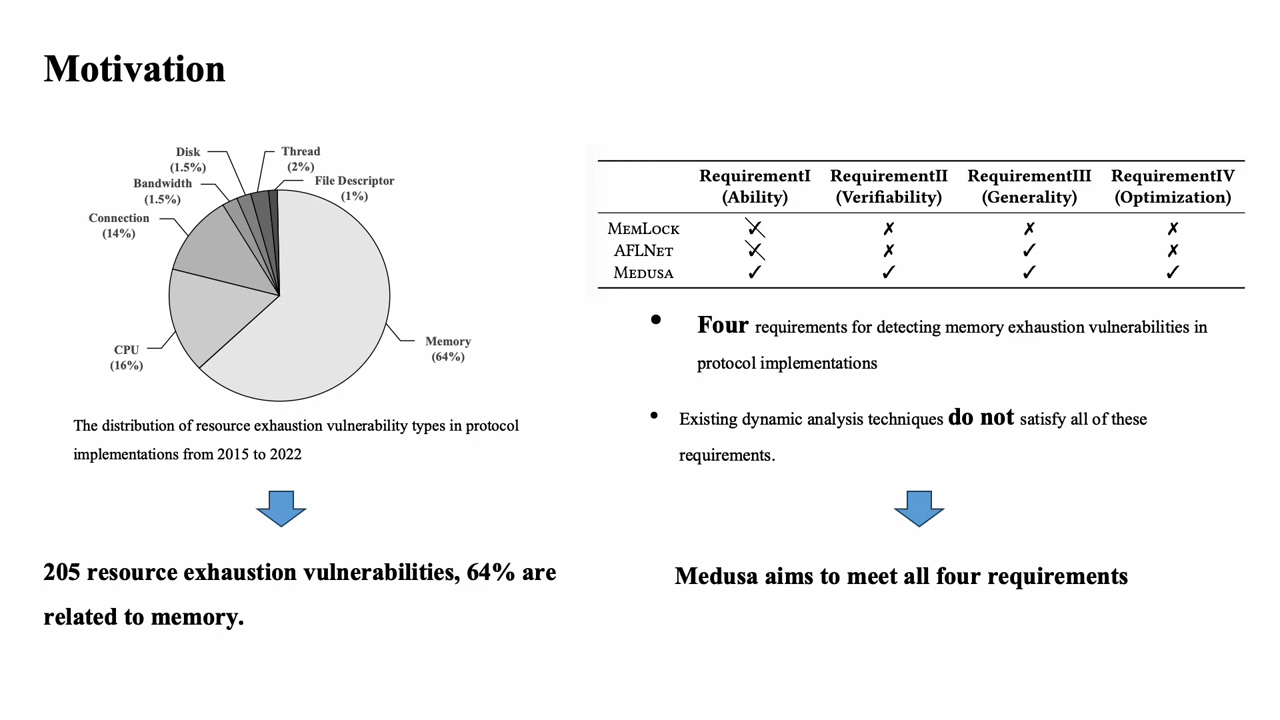 Motivation
Disk
(1.5%)
Thread
(2%)
Bandwidth
(1.5%)
File Descriptor
(1%)
Connection
(14%)
CPU
(16%)
Memory
(64%)
The distribution of resource exhaustion vulnerability types in protocol
implementations from 2015 to 2022
205 resource exhaustion vulnerabilities, 64% are
related to memory.
RequirementI RequirementII RequirementIII RequirementIV
(Ability) (Verifiability) (Generality) (Optimization)
MEMLOCK ✓ ✗ ✗ ✗
AFLNET ✓ ✗ ✓ ✗
MEDUSA ✓ ✓ ✓ ✓
• Four requirements for detecting memory exhaustion vulnerabilities in
protocol implementations
• Existing dynamic analysis techniques do not satisfy all of these
requirements.
Medusa aims to meet all four requirements